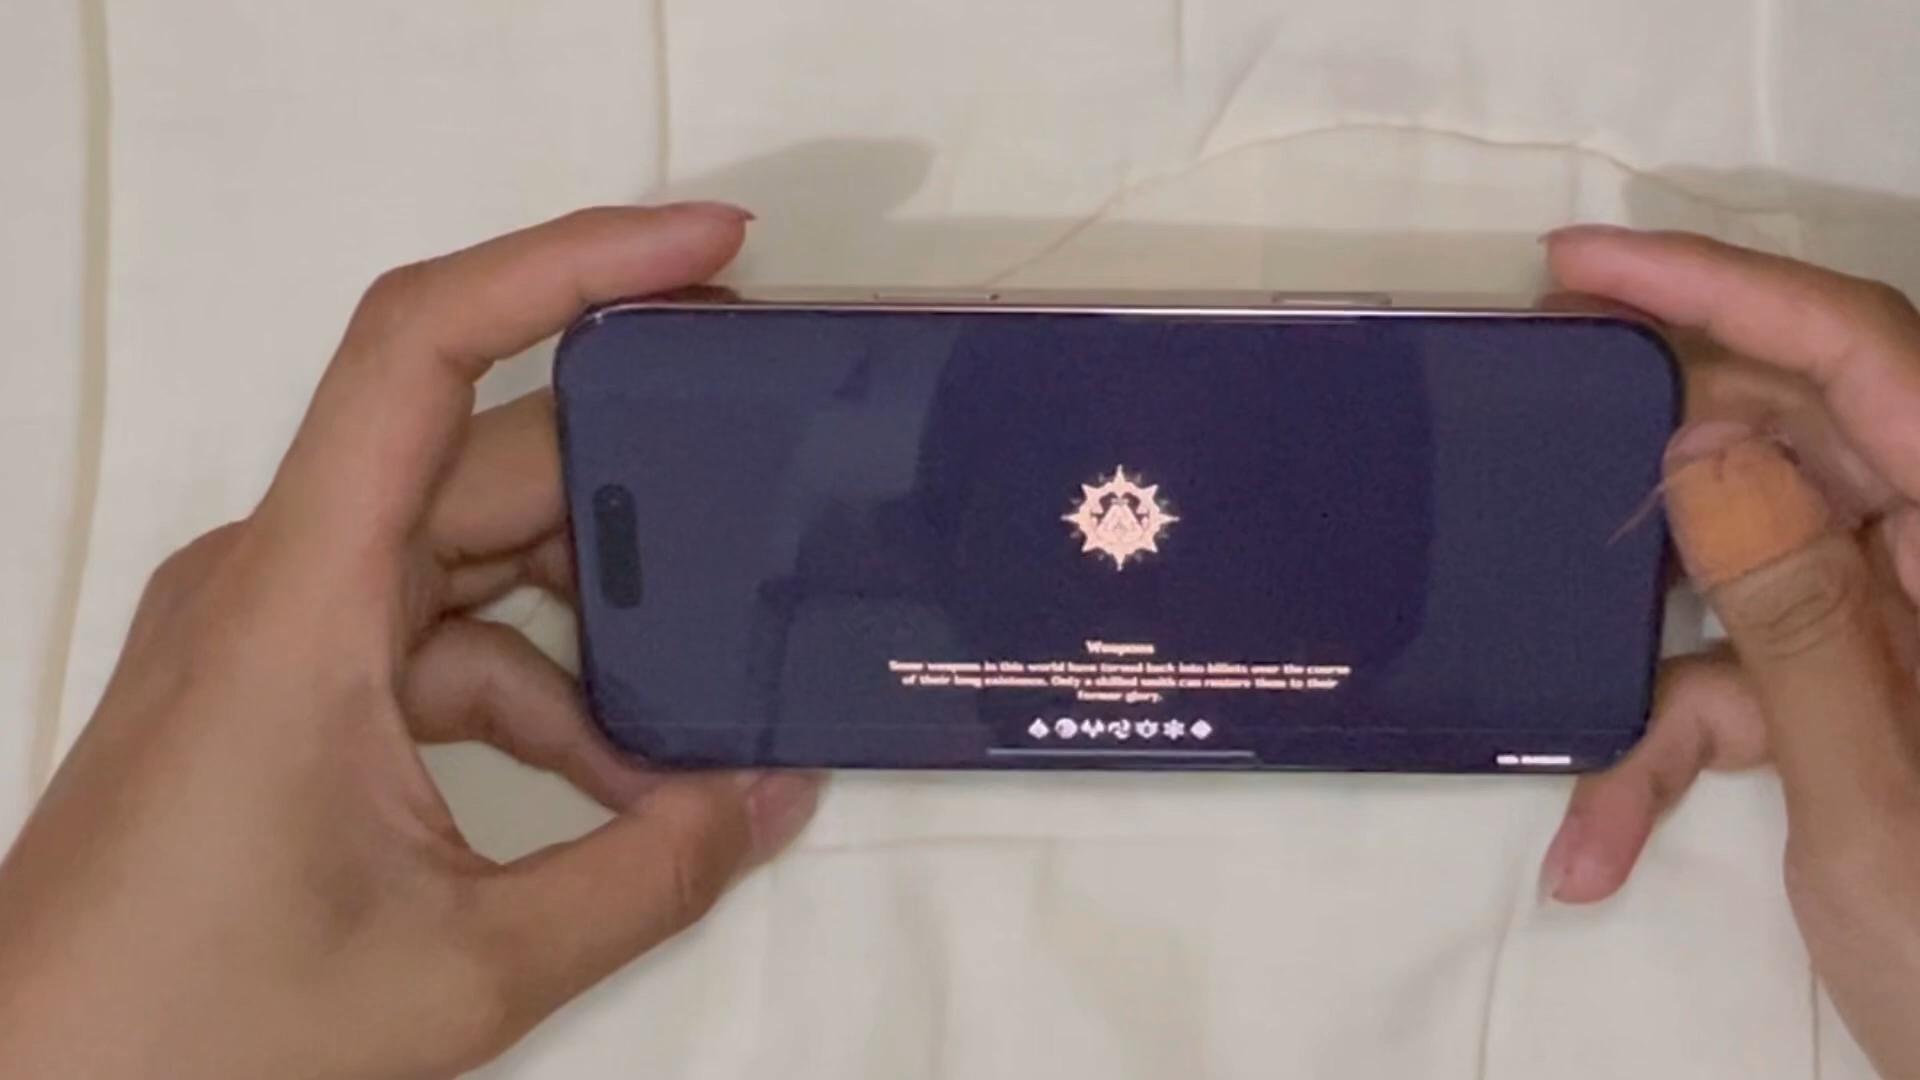 Weapons
Some weapons in this world have turned back into billets over the course
of their long existence. Only a skilled smith can restore them to their
former glory.